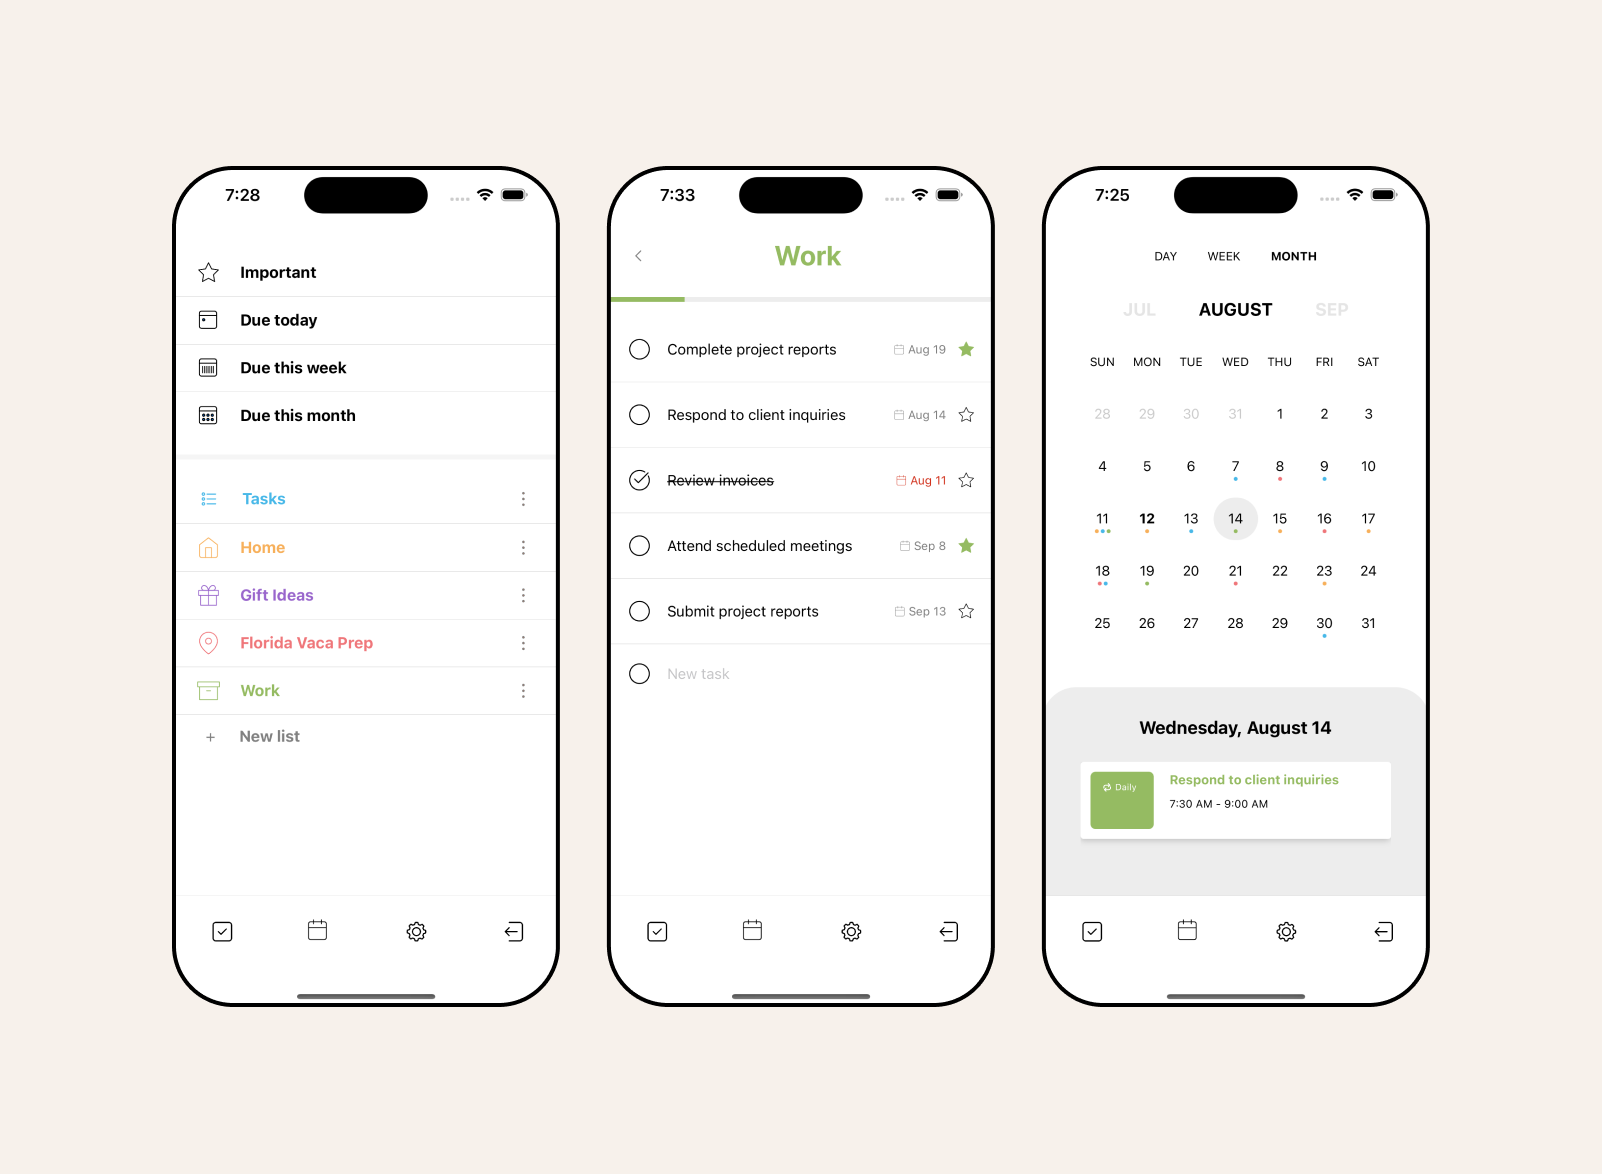 7:28
Important
Due today
Due this week
Due this month
Tasks
Home
Gift Ideas
Florida Vaca Prep
Work
+ New list
7:33
Work
Complete project reports Aug 19
Respond to client inquiries Aug 14
Review invoices Aug 11
Attend scheduled meetings Sep 8
Submit project reports Sep 13
New task
7:25
DAY WEEK MONTH
JUL AUGUST SEP
SUN MON TUE WED THU FRI SAT
28 29 30 31 1 2 3
4 5 6 7 8 9 10
11 12 13 14 15 16 17
18 19 20 21 22 23 24
25 26 27 28 29 30 31
Wednesday, August 14
Daily
Respond to client inquiries
7:30 AM - 9:00 AM